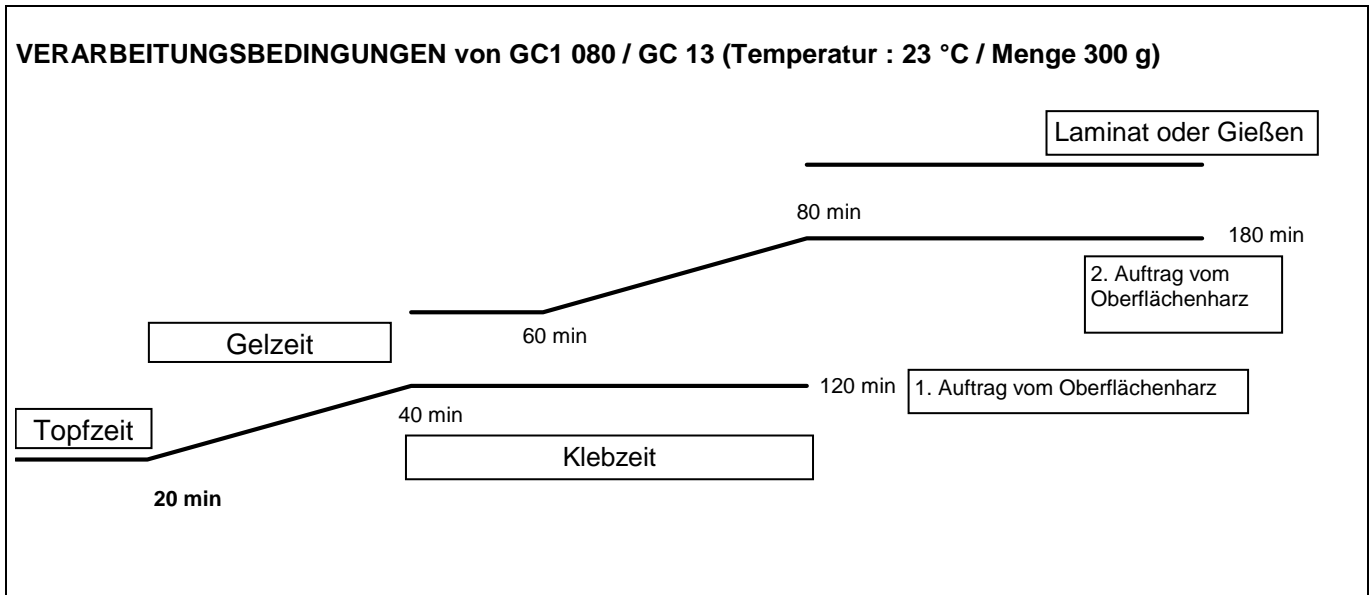 VERARBEITUNGSBEDINGUNGEN von GC1 080 / GC 13 (Temperatur : 23 °C / Menge 300 g)
Laminat oder Gießen
80 min
180 min
2. Auftrag vom
Oberflächenharz
Gelzeit
60 min
120 min
1. Auftrag vom Oberflächenharz
Topfzeit
40 min
Klebzeit
20 min